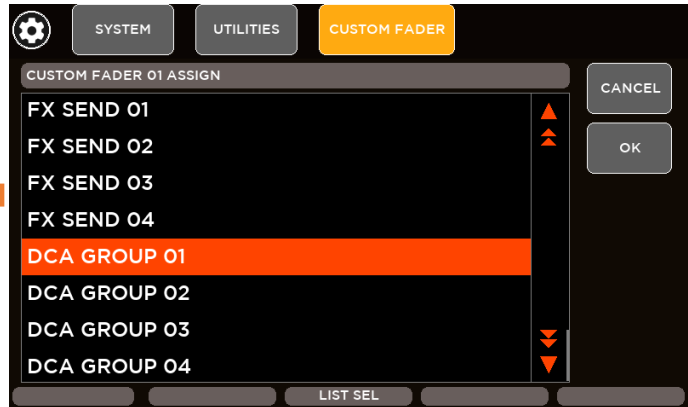 SYSTEM
UTILITIES
CUSTOM FADER
CUSTOM FADER 01 ASSIGN
CANCEL
OK
FX SEND 01
FX SEND 02
FX SEND 03
FX SEND 04
DCA GROUP 01
DCA GROUP 02
DCA GROUP 03
DCA GROUP 04
LIST SEL